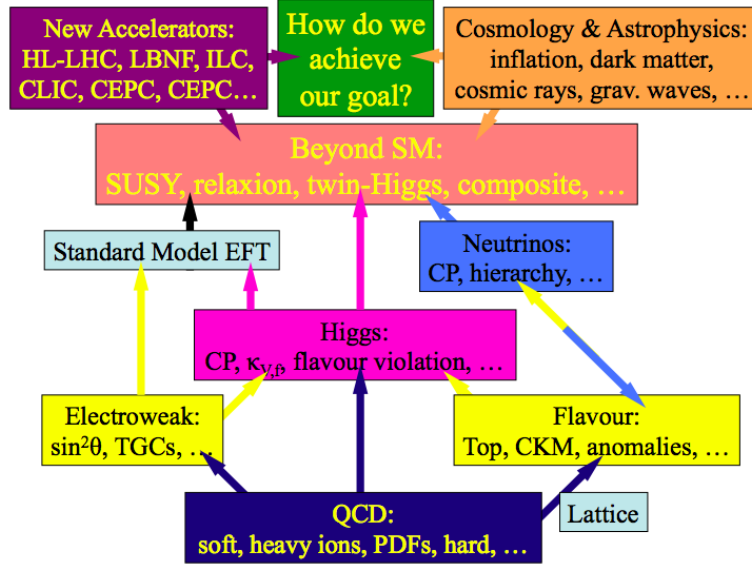 New Accelerators:
HL-LHC, LBNF, ILC,
CLIC, CEPC, CEPC…
How do we
achieve
our goal?
Cosmology & Astrophysics:
inflation, dark matter,
cosmic rays, grav. waves, …
Beyond SM:
SUSY, relaxion, twin-Higgs, composite, …
Standard Model EFT
Neutrinos:
CP, hierarchy, …
Higgs:
CP, κV,f, flavour violation, …
Electroweak:
sin²θ, TGCs, …
Flavour:
Top, CKM, anomalies, …
QCD:
soft, heavy ions, PDFs, hard, …
Lattice